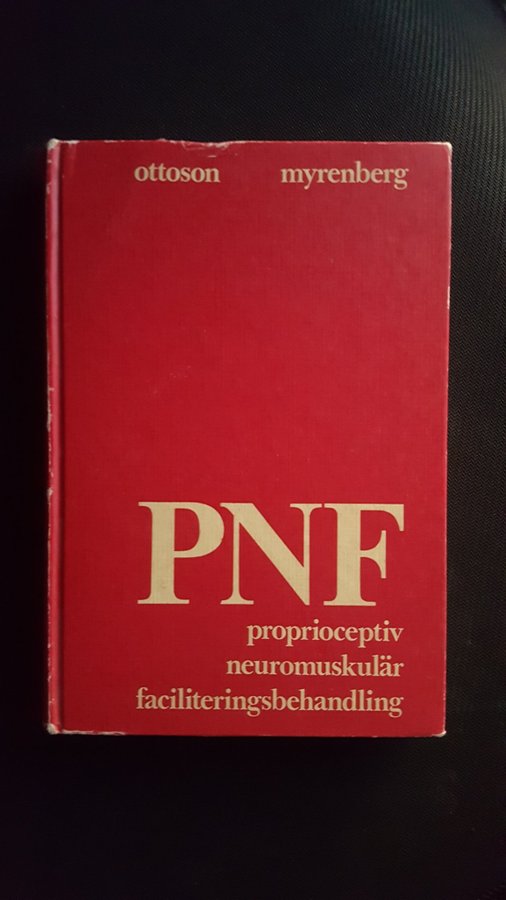 ottoson myrenberg
PNF
proprioceptiv
neuromuskulär
faciliteringsbehandling